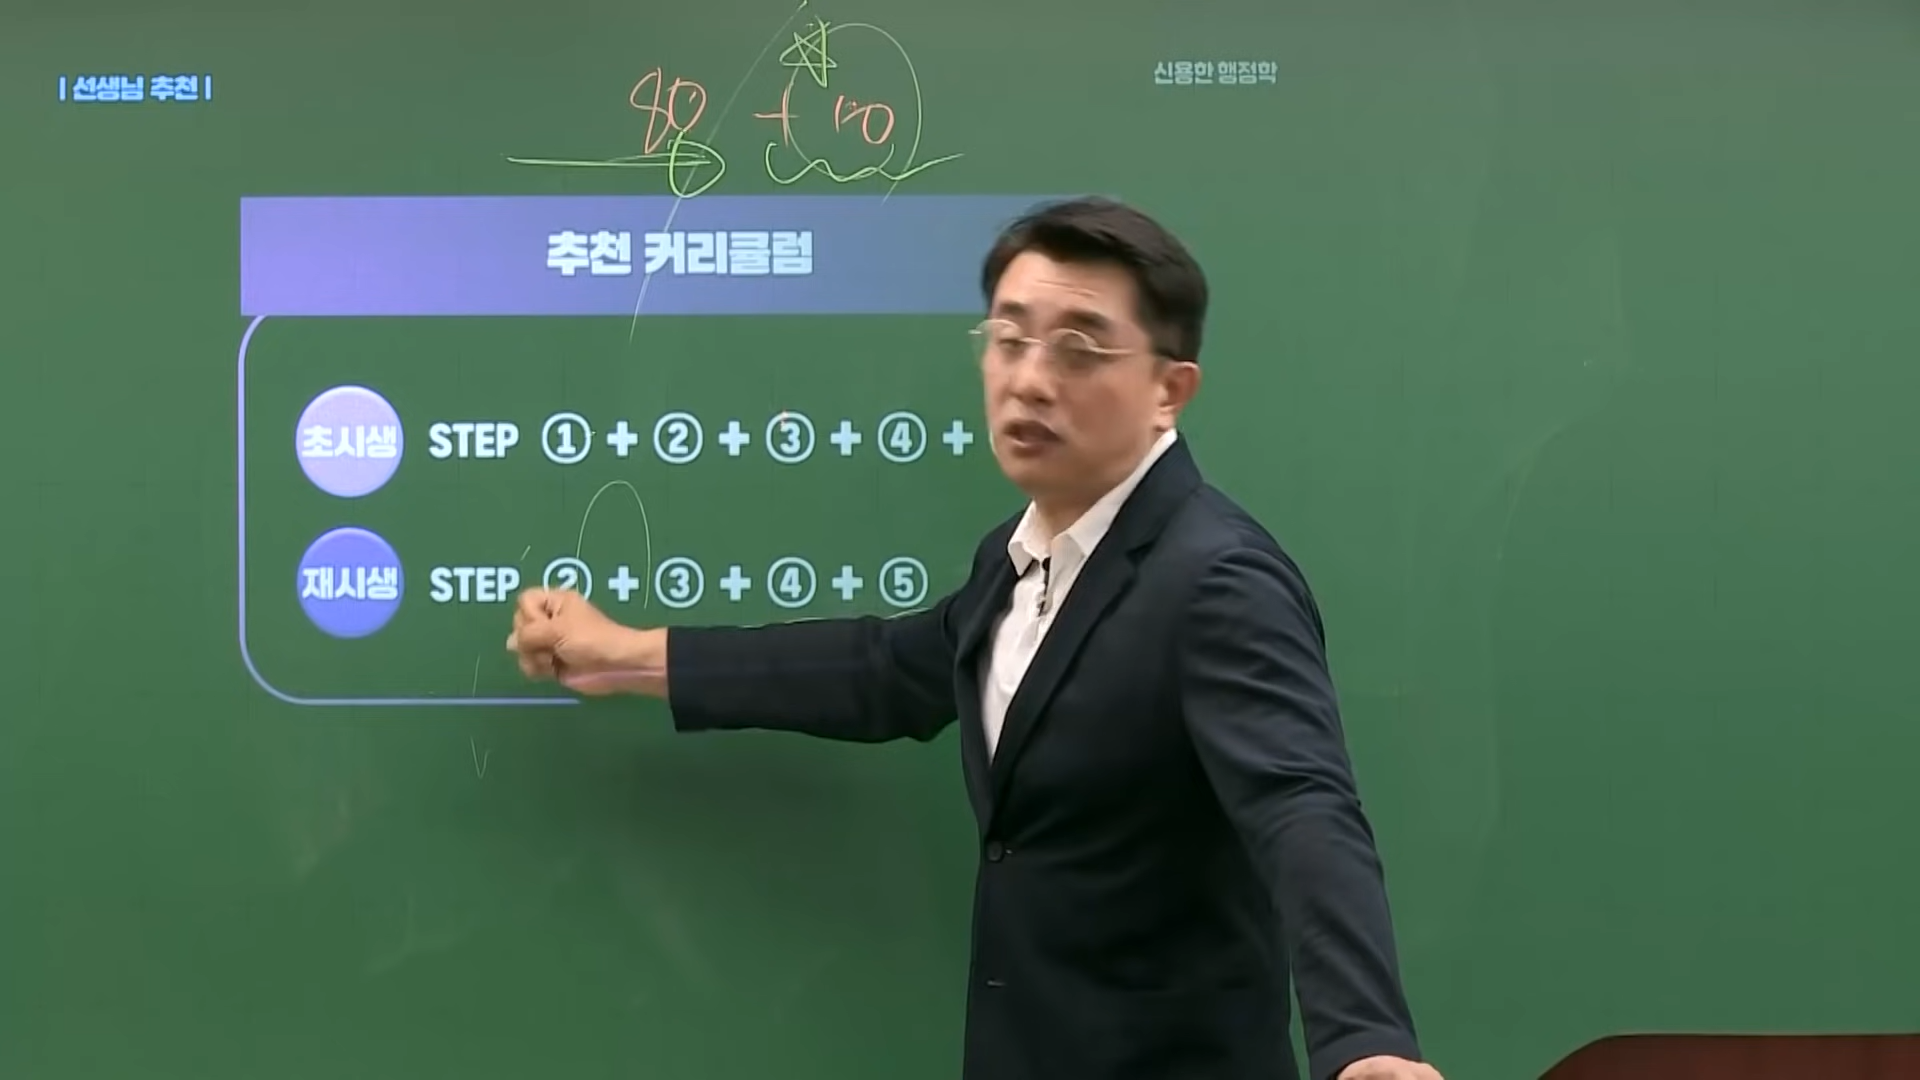 | 선생님 추천 |
신용한 행정학
80 + 20
추천 커리큘럼
초시생 STEP ① + ② + ③ + ④ +
재시생 STEP ② + ③ + ④ + ⑤